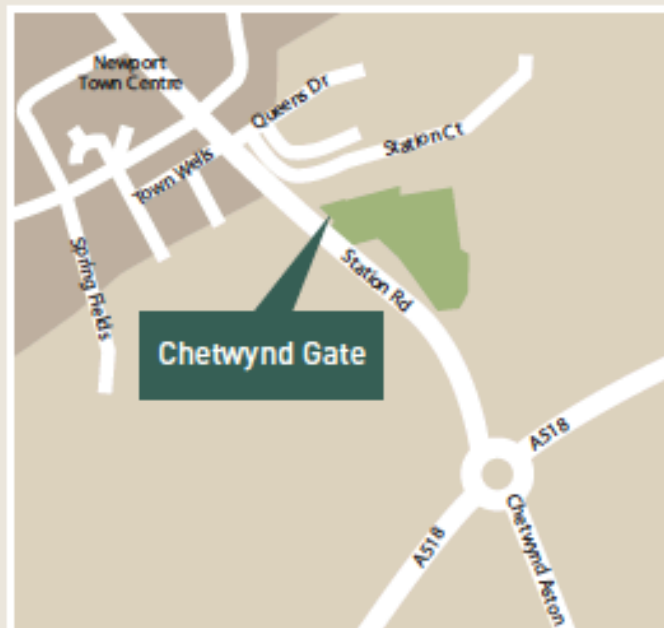 Newport
Town Centre
Queens Dr
Station Ct
Town Wells
Spring Fields
Station Rd
Chetwynd Gate
A518
A518
Chetwynd Aston